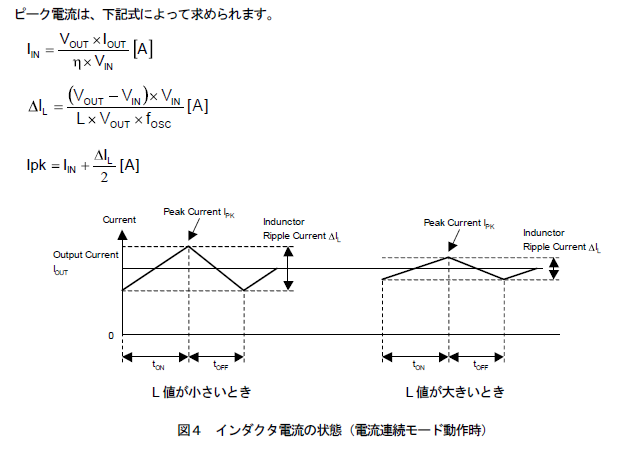 ピーク電流は、下記式によって求められます。
I_IN = (V_OUT × I_OUT) / (η × V_IN) [A]
ΔI_L = ((V_OUT − V_IN) × V_IN) / (L × V_OUT × f_OSC) [A]
Ipk = I_IN + ΔI_L / 2 [A]
Current
Peak Current I_PK
Inductor
Ripple Current ΔI_L
Output Current
I_OUT
0
t_ON
t_OFF
L値が小さいとき
Peak Current I_PK
Inductor
Ripple Current ΔI_L
t_ON
t_OFF
L値が大きいとき
図４ インダクタ電流の状態（電流連続モード動作時）